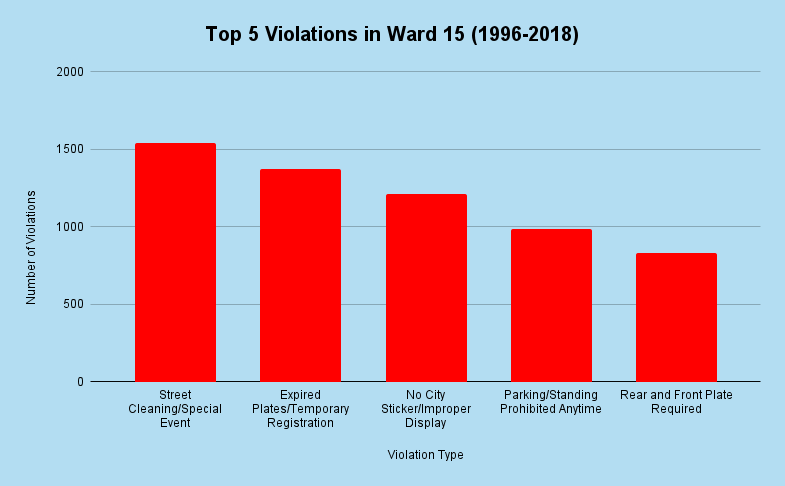 Top 5 Violations in Ward 15 (1996-2018)
Number of Violations
2000
1500
1000
500
0
Street
Cleaning/Special
Event
Expired
Plates/Temporary
Registration
No City
Sticker/Improper
Display
Parking/Standing
Prohibited Anytime
Rear and Front Plate
Required
Violation Type